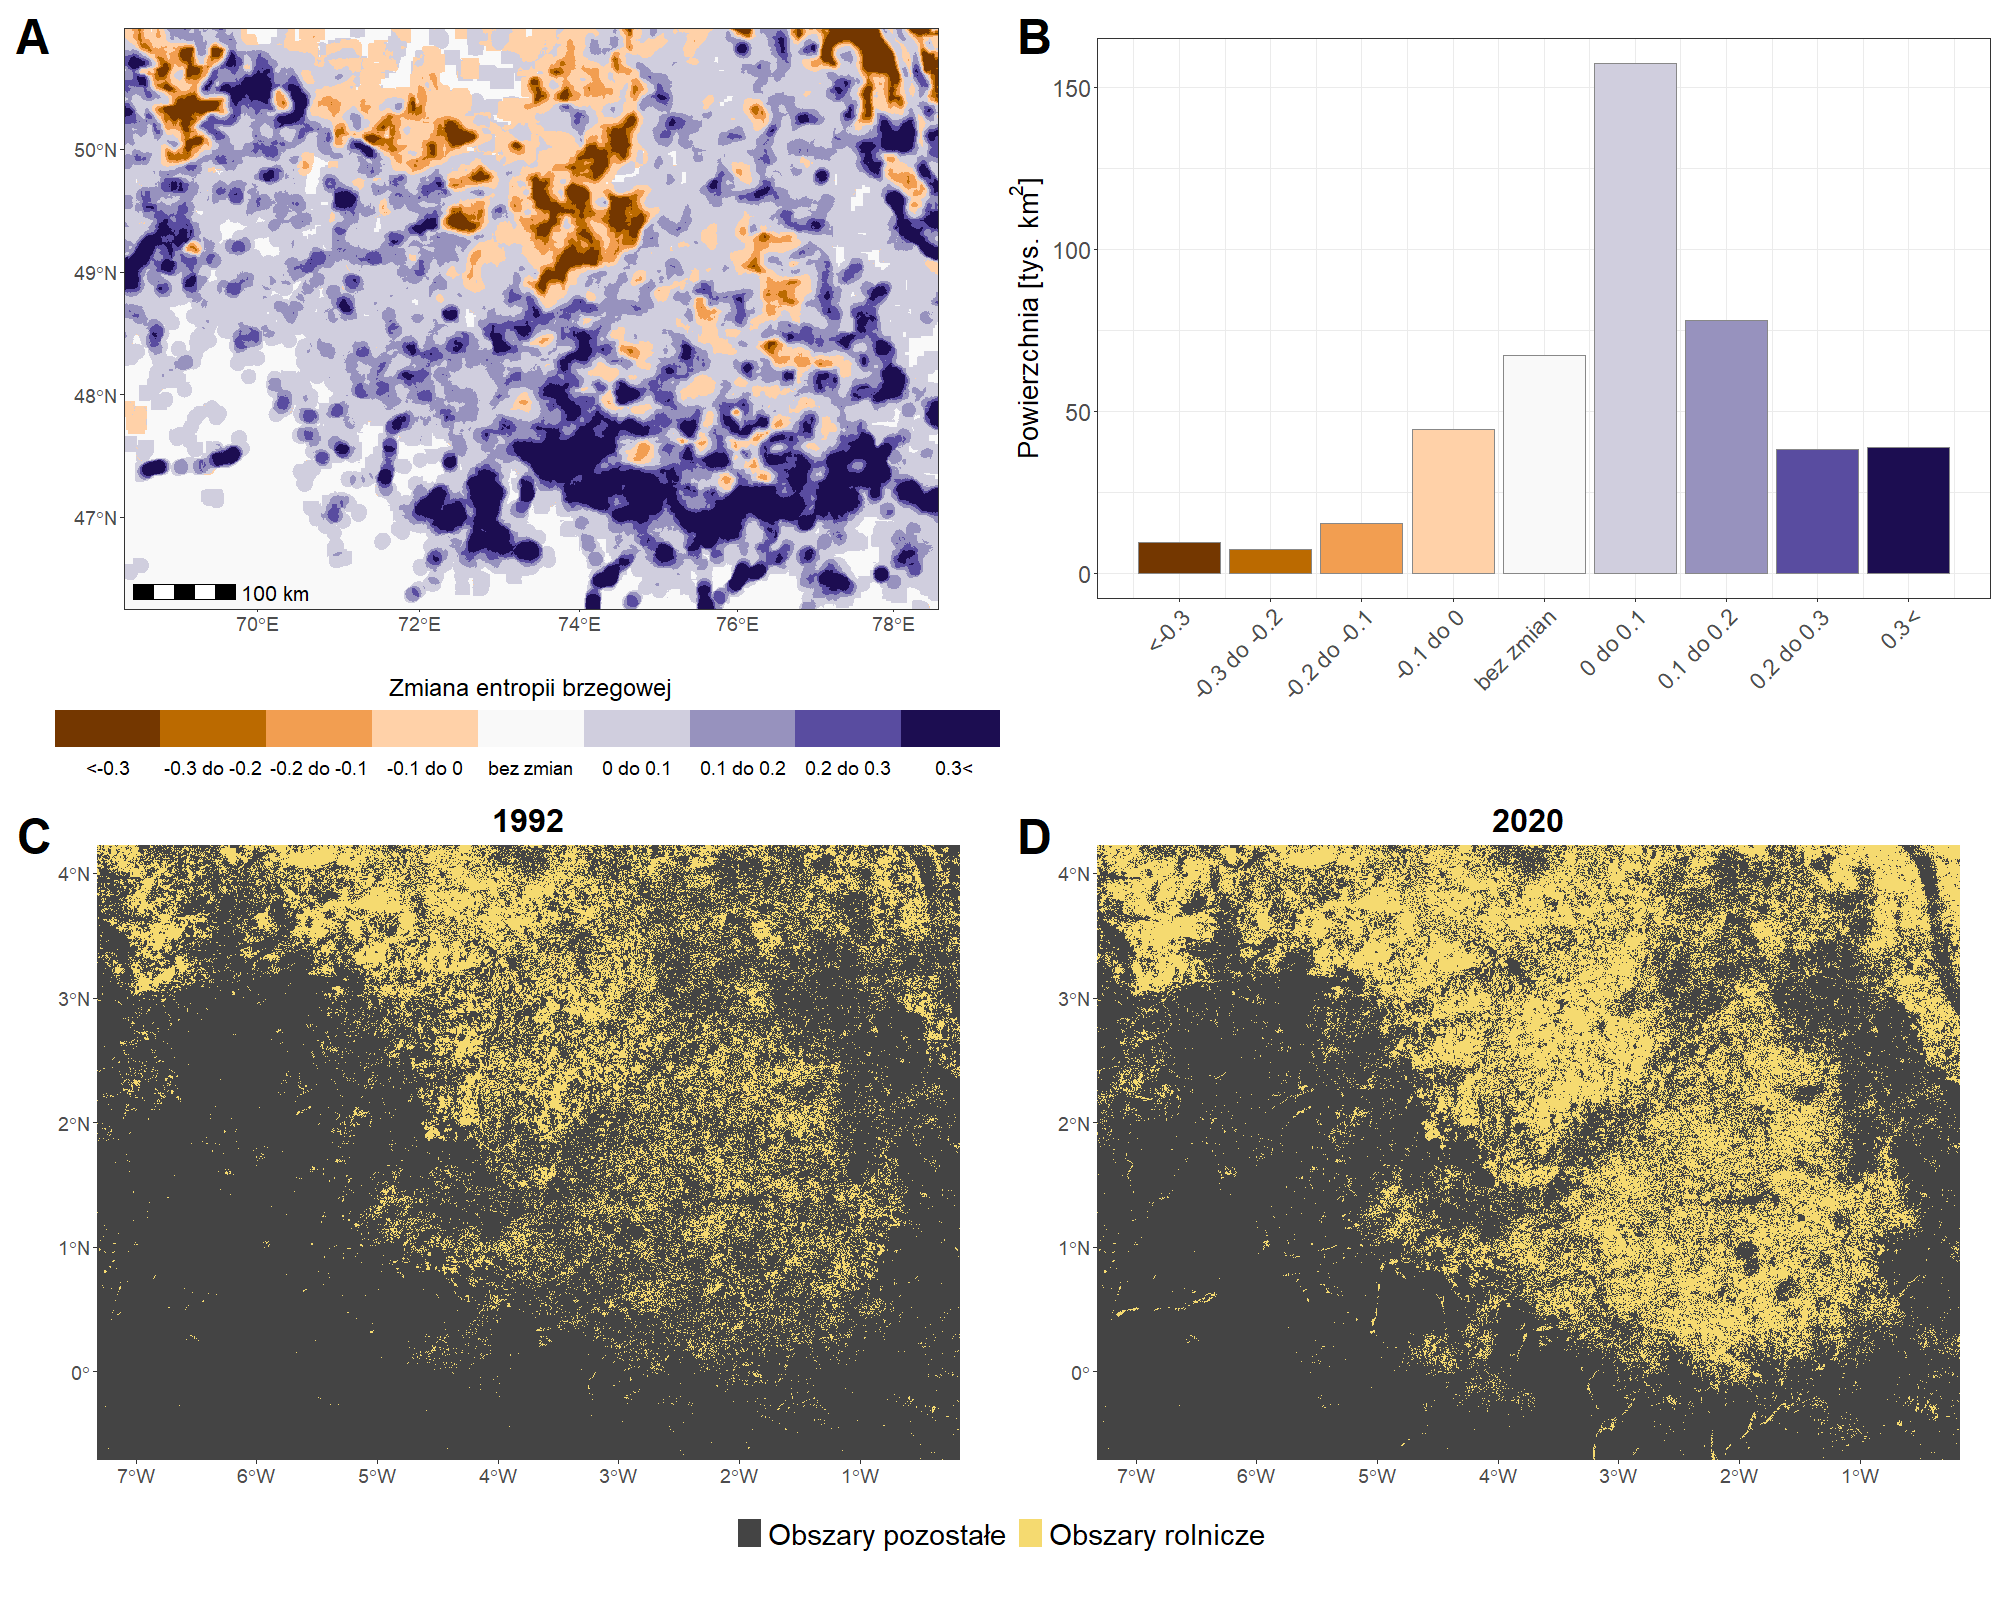 A
50°N
49°N
48°N
47°N
100 km
70°E 72°E 74°E 76°E 78°E
Zmiana entropii brzegowej
<-0.3 -0.3 do -0.2 -0.2 do -0.1 -0.1 do 0 bez zmian 0 do 0.1 0.1 do 0.2 0.2 do 0.3 0.3<
B
Powierzchnia [tys. km²]
150
100
50
0
<-0.3 -0.3 do -0.2 -0.2 do -0.1 -0.1 do 0 bez zmian 0 do 0.1 0.1 do 0.2 0.2 do 0.3 0.3<
C
1992
4°N
3°N
2°N
1°N
0°
7°W 6°W 5°W 4°W 3°W 2°W 1°W
D
2020
4°N
3°N
2°N
1°N
0°
7°W 6°W 5°W 4°W 3°W 2°W 1°W
Obszary pozostałe Obszary rolnicze